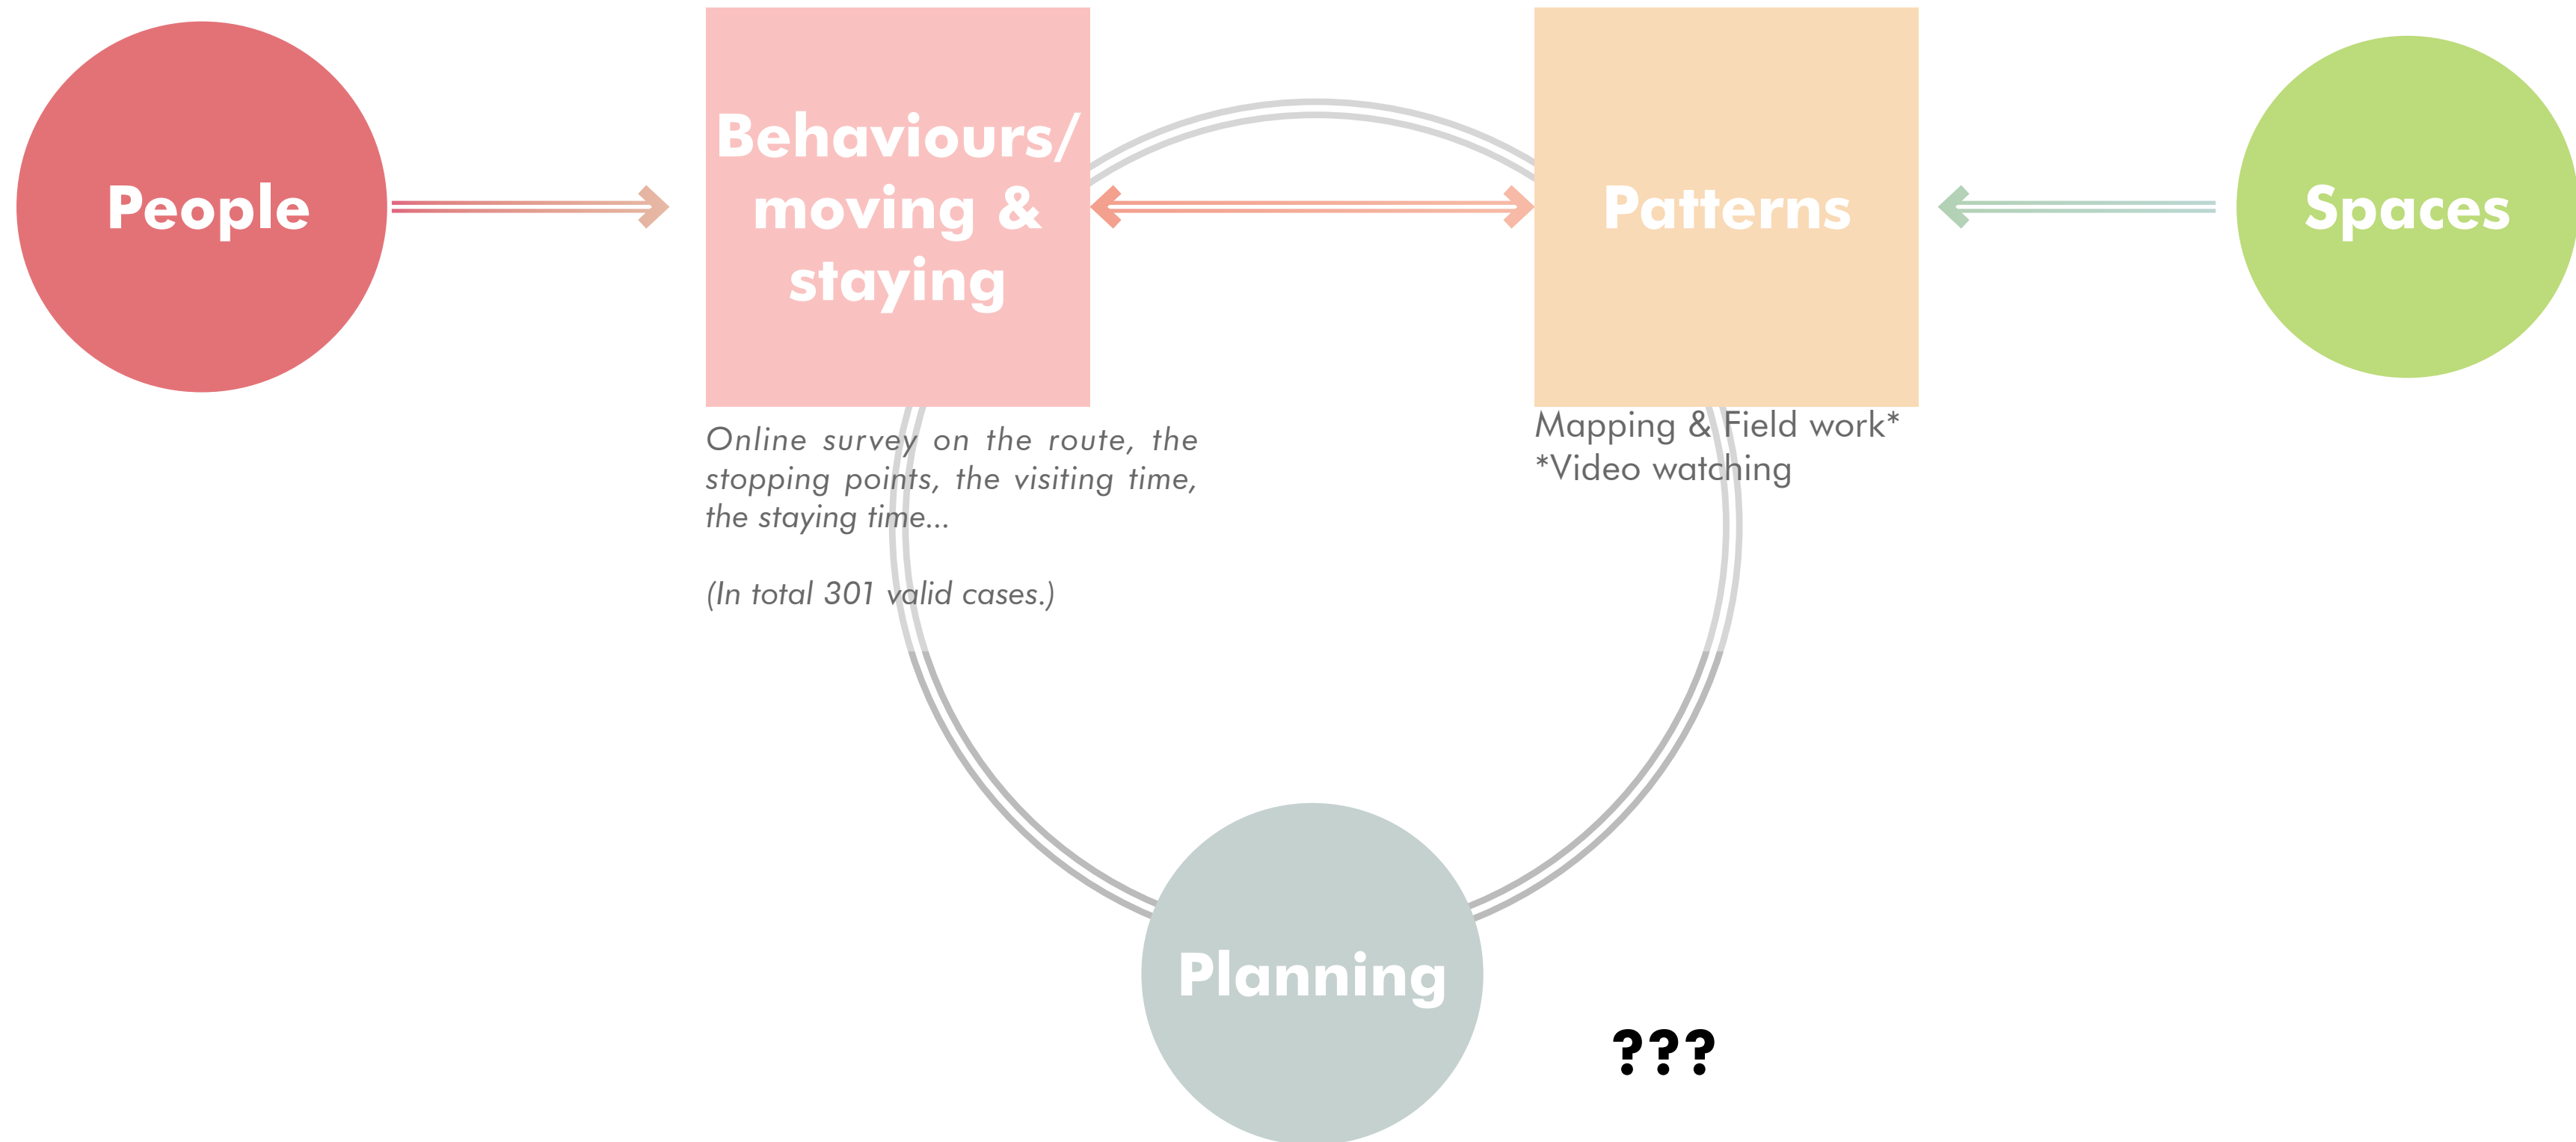 People
Behaviours/
moving &
staying
Patterns
Spaces
Online survey on the route, the
stopping points, the visiting time,
the staying time...
(In total 301 valid cases.)
Mapping & Field work*
*Video watching
Planning
???